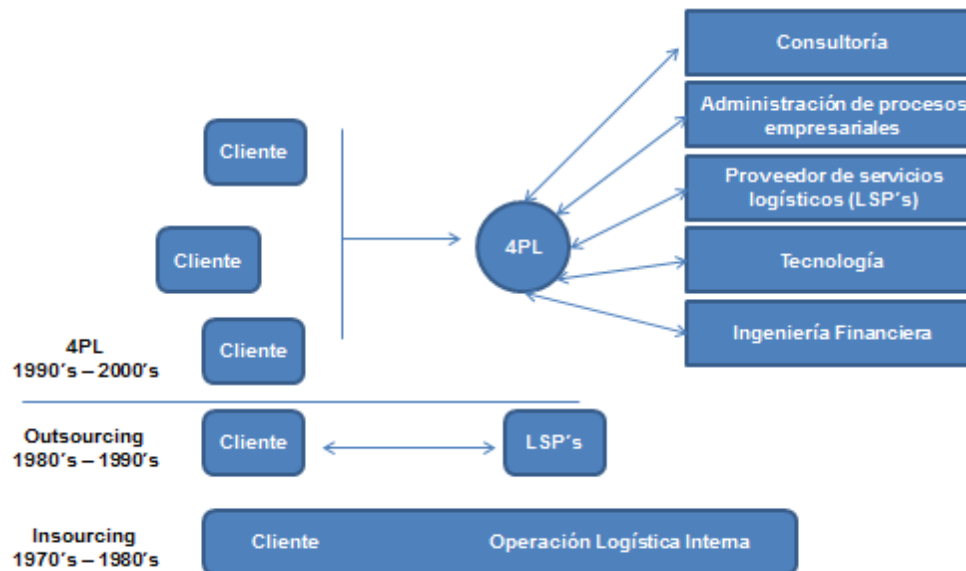 Consultoría
Administración de procesos
empresariales
Cliente
Proveedor de servicios
logísticos (LSP´s)
4PL
Cliente
Tecnología
Ingeniería Financiera
Cliente
4PL
1990´s – 2000´s
Outsourcing
1980´s – 1990´s
Cliente
LSP´s
Insourcing
1970´s – 1980´s
Cliente
Operación Logística Interna